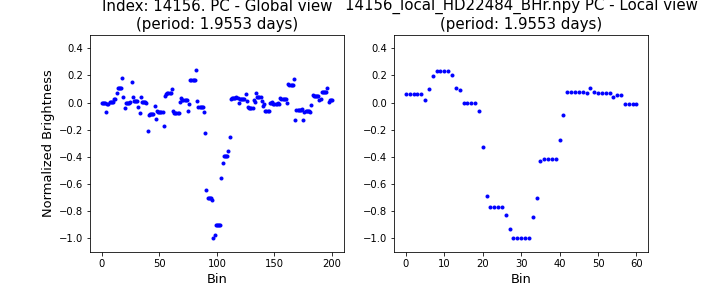 Index: 14156. PC - Global view
(period: 1.9553 days)
14156_local_HD22484_BHr.npy PC - Local view
(period: 1.9553 days)
Normalized Brightness
0.4
0.2
0.0
−0.2
−0.4
−0.6
−0.8
−1.0
0 50 100 150 200
Bin
0.4
0.2
0.0
−0.2
−0.4
−0.6
−0.8
−1.0
0 10 20 30 40 50 60
Bin